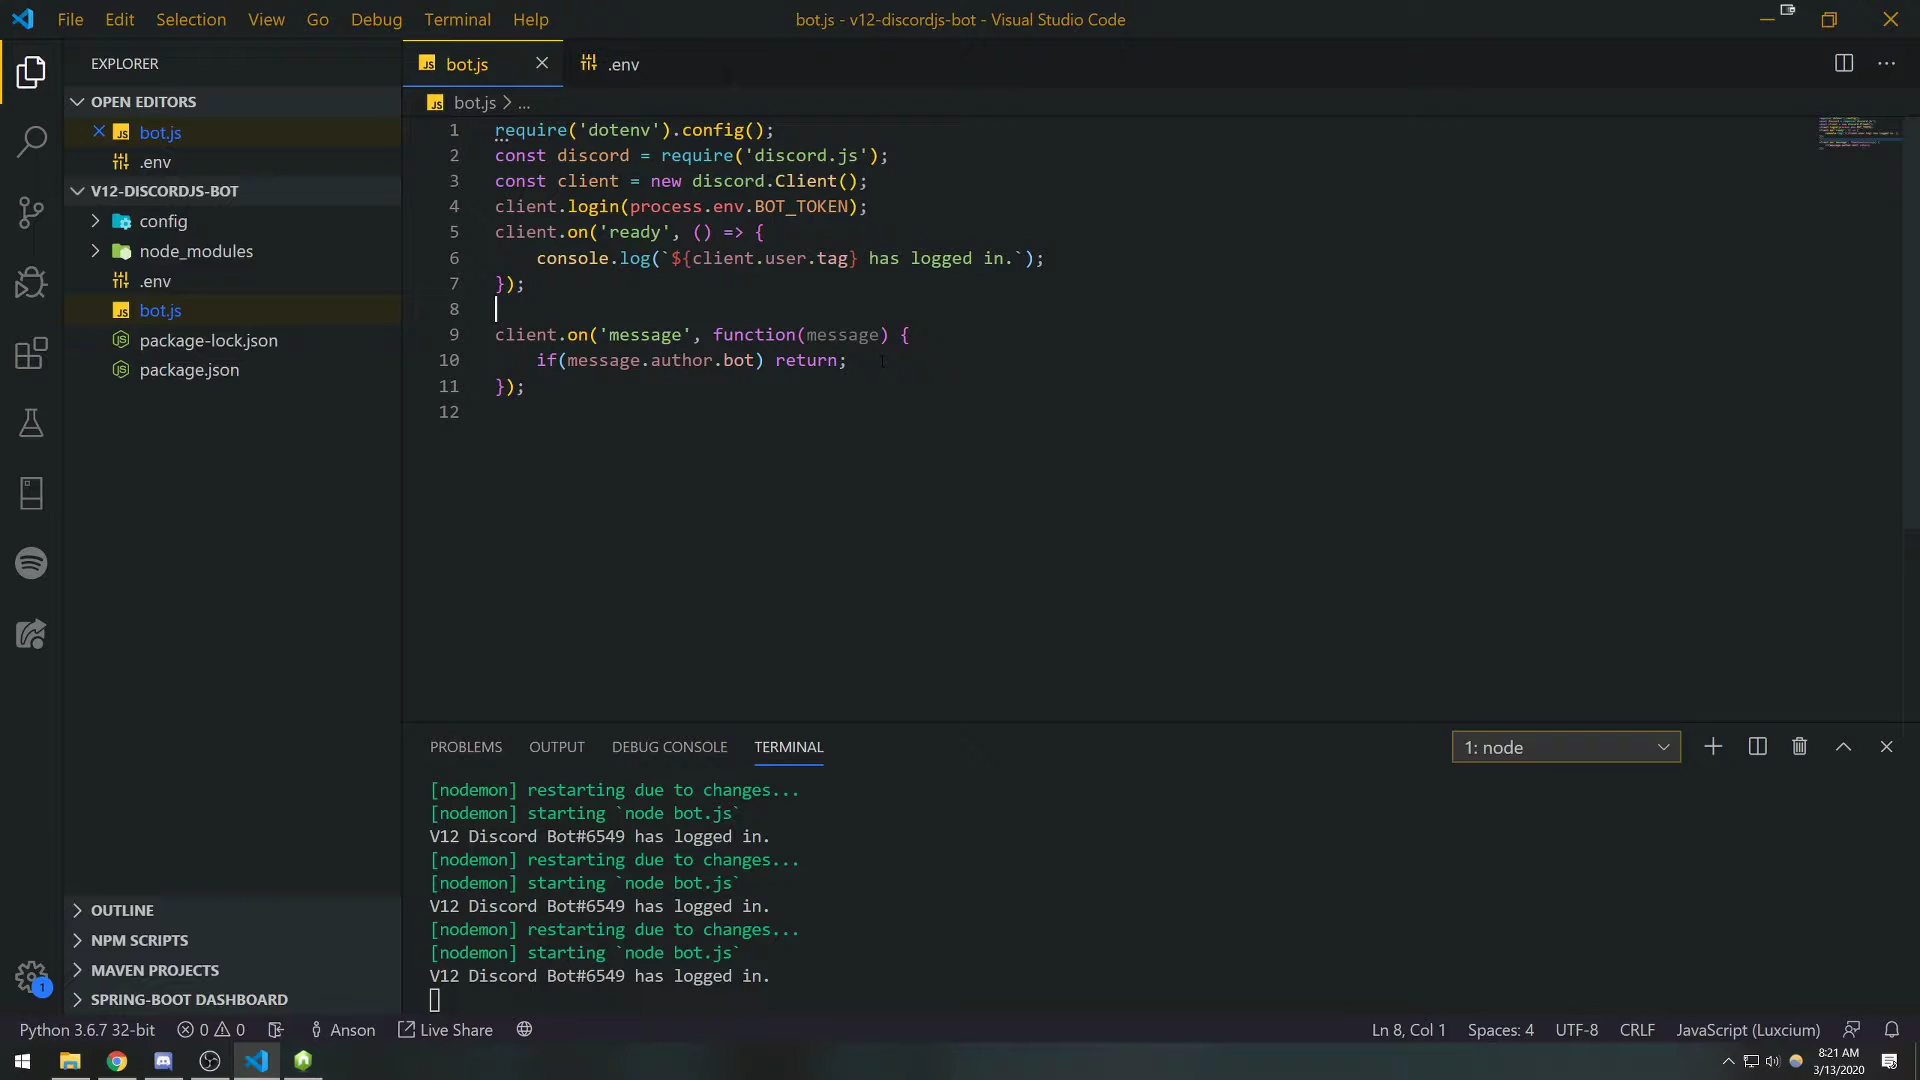 File Edit Selection View Go Debug Terminal Help
bot.js - v12-discordjs-bot - Visual Studio Code
EXPLORER
OPEN EDITORS
JS bot.js
.env
V12-DISCORDJS-BOT
config
node_modules
.env
JS bot.js
package-lock.json
package.json
OUTLINE
NPM SCRIPTS
MAVEN PROJECTS
SPRING-BOOT DASHBOARD
1
JS bot.js
.env
JS bot.js > ...
1 require('dotenv').config();
2 const discord = require('discord.js');
3 const client = new discord.Client();
4 client.login(process.env.BOT_TOKEN);
5 client.on('ready', () => {
6     console.log(`${client.user.tag} has logged in.`);
7 });
8
9 client.on('message', function(message) {
10     if(message.author.bot) return;
11 });
12
PROBLEMS OUTPUT DEBUG CONSOLE TERMINAL
1: node
[nodemon] restarting due to changes...
[nodemon] starting `node bot.js`
V12 Discord Bot#6549 has logged in.
[nodemon] restarting due to changes...
[nodemon] starting `node bot.js`
V12 Discord Bot#6549 has logged in.
[nodemon] restarting due to changes...
[nodemon] starting `node bot.js`
V12 Discord Bot#6549 has logged in.
Python 3.6.7 32-bit 0 0 Anson Live Share
Ln 8, Col 1 Spaces: 4 UTF-8 CRLF JavaScript (Luxcium)
8:21 AM
3/13/2020